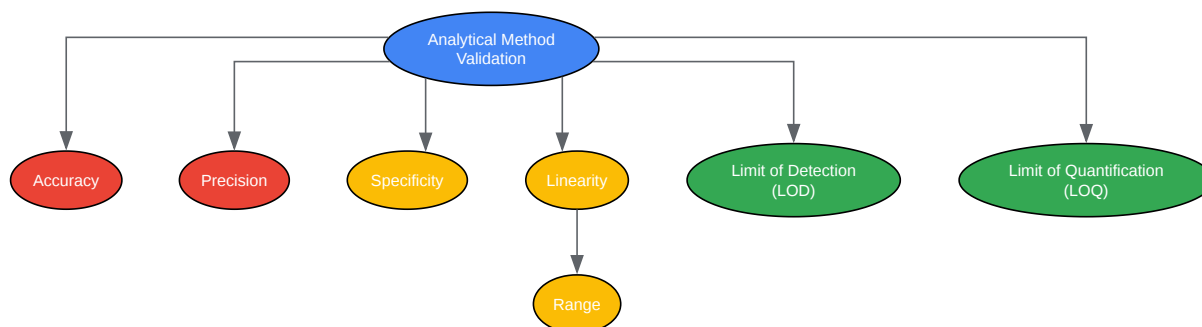 Analytical Method
Validation
Accuracy
Precision
Specificity
Linearity
Limit of Detection
(LOD)
Limit of Quantification
(LOQ)
Range